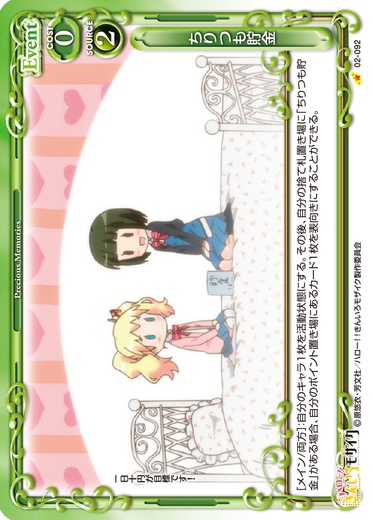 Event
COST
0
SOURCE
2
ちりつも貯金
Precious Memories
貯金
一日十円が目標です！
[メイン/両方]：自分のキャラ1枚を活動状態にする。その後、自分の捨て札置き場に「ちりつも貯
金」がある場合、自分のポイント置き場にあるカード1枚を表向きにすることができる。
ハロー!!
きんいろモザイク
©原悠衣・芳文社／ハロー!!きんいろモザイク製作委員会
02-092